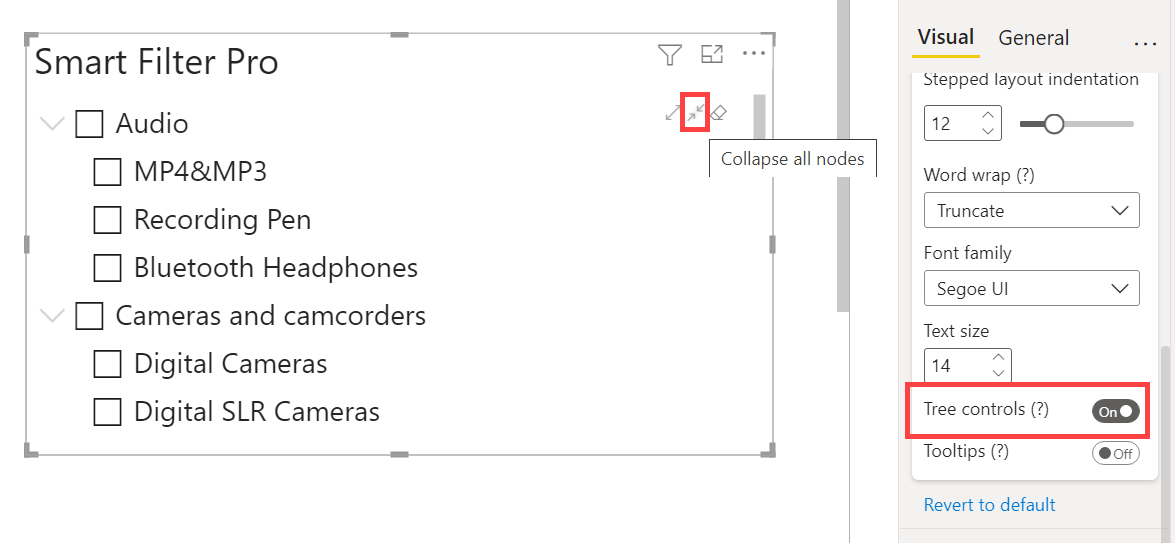 Smart Filter Pro
Audio
MP4&MP3
Recording Pen
Bluetooth Headphones
Cameras and camcorders
Digital Cameras
Digital SLR Cameras
Collapse all nodes
Visual General
Stepped layout indentation
12
Word wrap (?)
Truncate
Font family
Segoe UI
Text size
14
Tree controls (?) On
Tooltips (?) Off
Revert to default